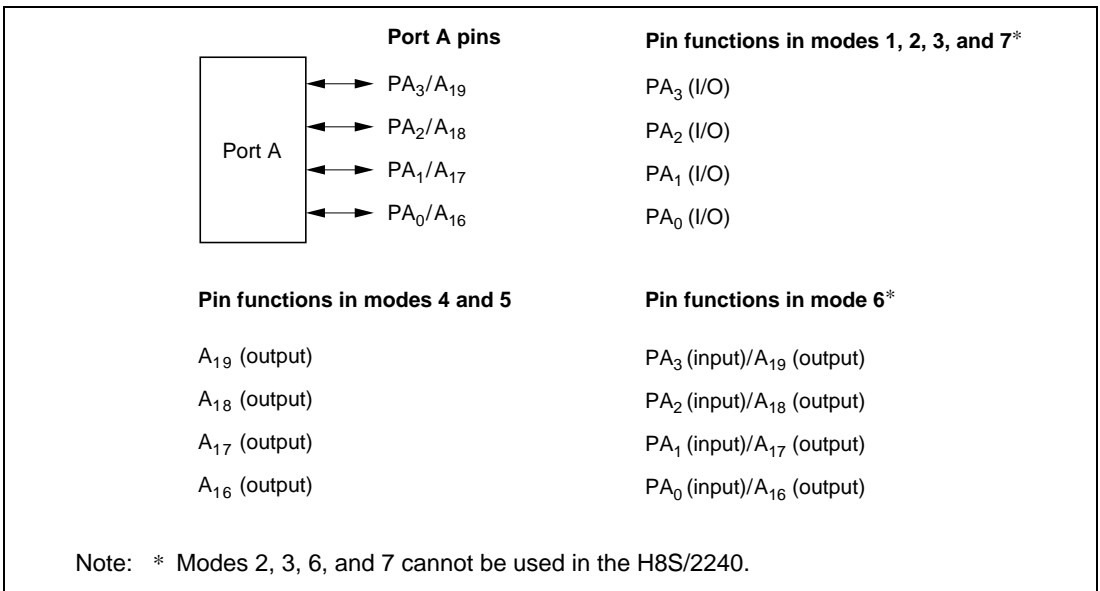 Port A pins
Pin functions in modes 1, 2, 3, and 7*
Port A
PA3/A19
PA3 (I/O)
PA2/A18
PA2 (I/O)
PA1/A17
PA1 (I/O)
PA0/A16
PA0 (I/O)
Pin functions in modes 4 and 5
A19 (output)
A18 (output)
A17 (output)
A16 (output)
Pin functions in mode 6*
PA3 (input)/A19 (output)
PA2 (input)/A18 (output)
PA1 (input)/A17 (output)
PA0 (input)/A16 (output)
Note: * Modes 2, 3, 6, and 7 cannot be used in the H8S/2240.